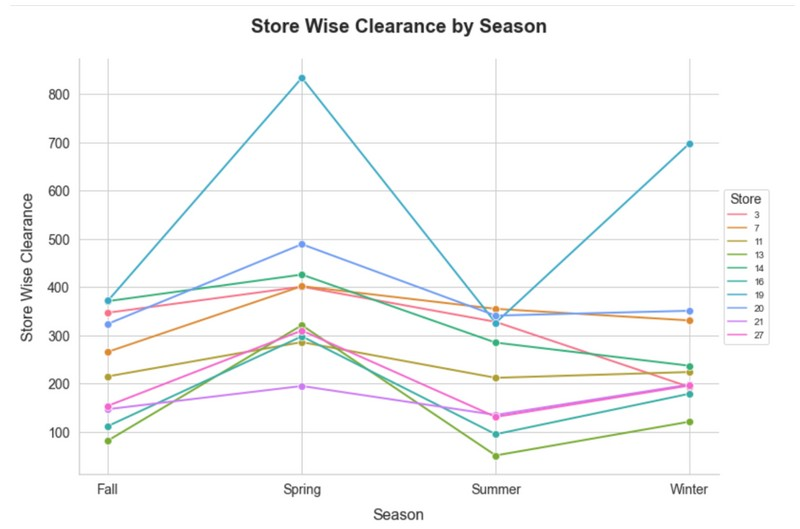 Store Wise Clearance by Season
Store Wise Clearance
800
700
600
500
400
300
200
100
Fall
Spring
Summer
Winter
Season
Store
3
7
11
13
14
16
19
20
21
27